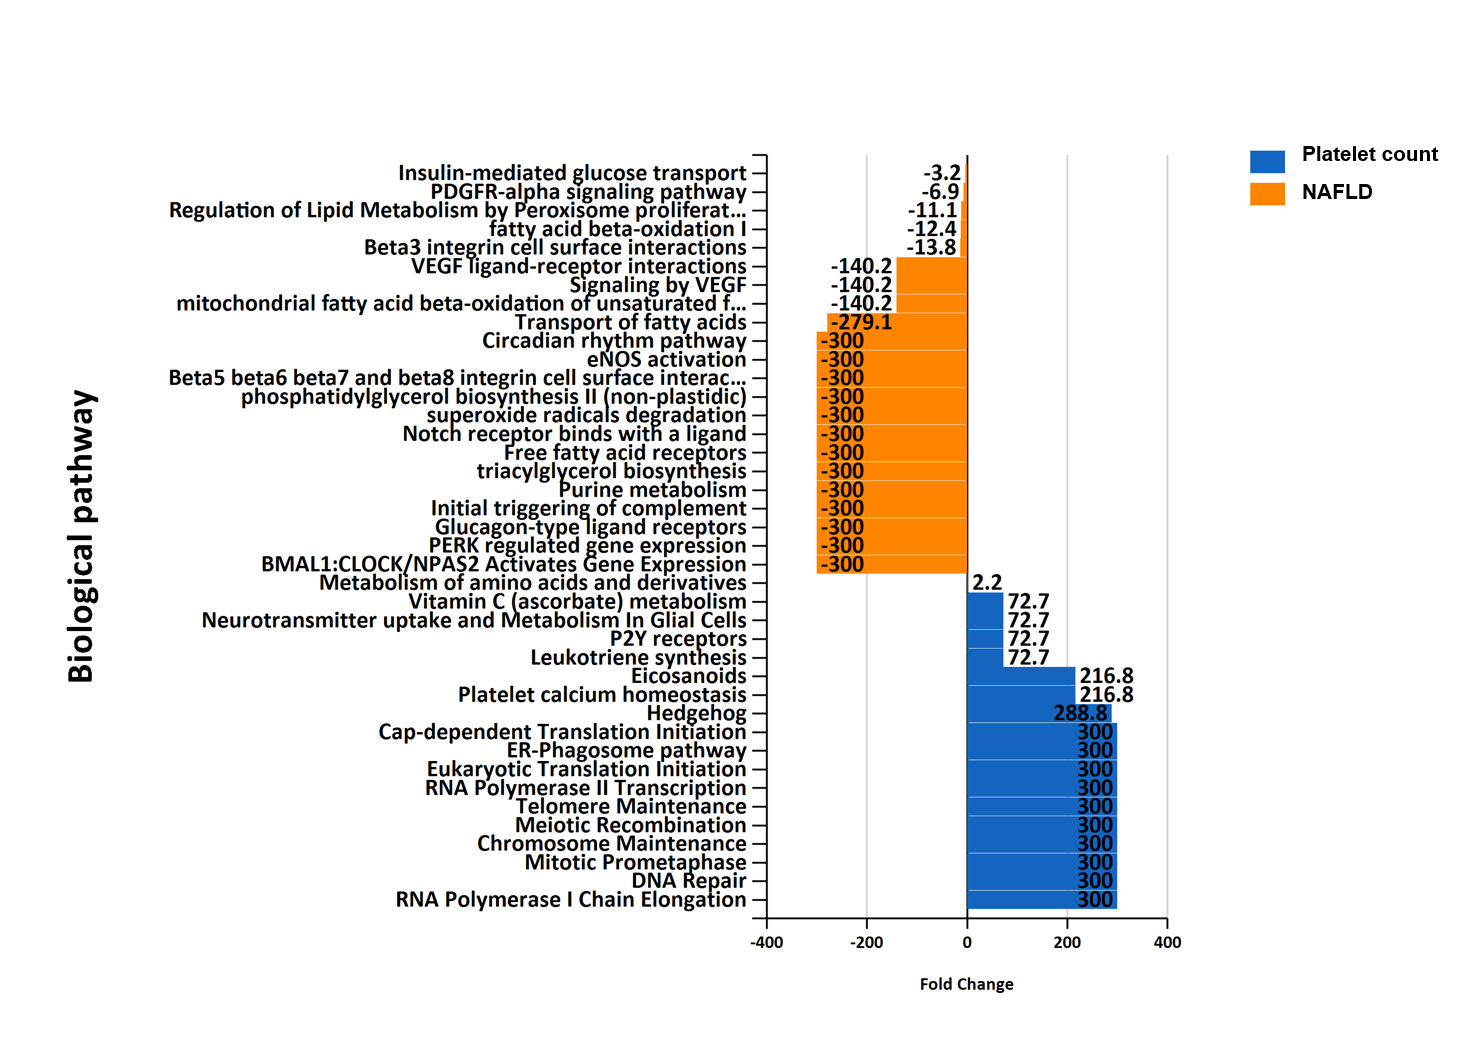 Platelet count
NAFLD
Biological pathway
Insulin-mediated glucose transport -3.2
PDGFR-alpha signaling pathway -6.9
Regulation of Lipid Metabolism by Peroxisome proliferat... -11.1
fatty acid beta-oxidation I -12.4
Beta3 integrin cell surface interactions -13.8
VEGF ligand-receptor interactions -140.2
Signaling by VEGF -140.2
mitochondrial fatty acid beta-oxidation of unsaturated f... -140.2
Transport of fatty acids -279.1
Circadian rhythm pathway -300
eNOS activation -300
Beta5 beta6 beta7 and beta8 integrin cell surface interac... -300
phosphatidylglycerol biosynthesis II (non-plastidic) -300
superoxide radicals degradation -300
Notch receptor binds with a ligand -300
Free fatty acid receptors -300
triacylglycerol biosynthesis -300
Purine metabolism -300
Initial triggering of complement -300
Glucagon-type ligand receptors -300
PERK regulated gene expression -300
BMAL1:CLOCK/NPAS2 Activates Gene Expression -300
Metabolism of amino acids and derivatives 2.2
Vitamin C (ascorbate) metabolism 72.7
Neurotransmitter uptake and Metabolism In Glial Cells 72.7
P2Y receptors 72.7
Leukotriene synthesis 72.7
Eicosanoids 216.8
Platelet calcium homeostasis 216.8
Hedgehog 288.8
Cap-dependent Translation Initiation 300
ER-Phagosome pathway 300
Eukaryotic Translation Initiation 300
RNA Polymerase II Transcription 300
Telomere Maintenance 300
Meiotic Recombination 300
Chromosome Maintenance 300
Mitotic Prometaphase 300
DNA Repair 300
RNA Polymerase I Chain Elongation 300
-400 -200 0 200 400
Fold Change